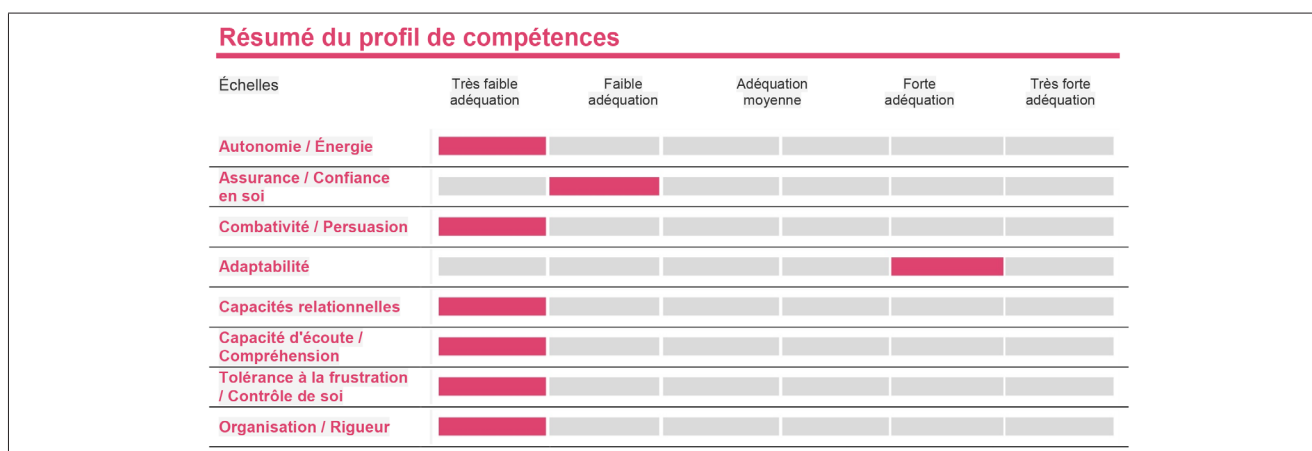 Résumé du profil de compétences
Échelles
Très faible
adéquation
Faible
adéquation
Adéquation
moyenne
Forte
adéquation
Très forte
adéquation
Autonomie / Énergie
Assurance / Confiance
en soi
Combativité / Persuasion
Adaptabilité
Capacités relationnelles
Capacité d'écoute /
Compréhension
Tolérance à la frustration
/ Contrôle de soi
Organisation / Rigueur